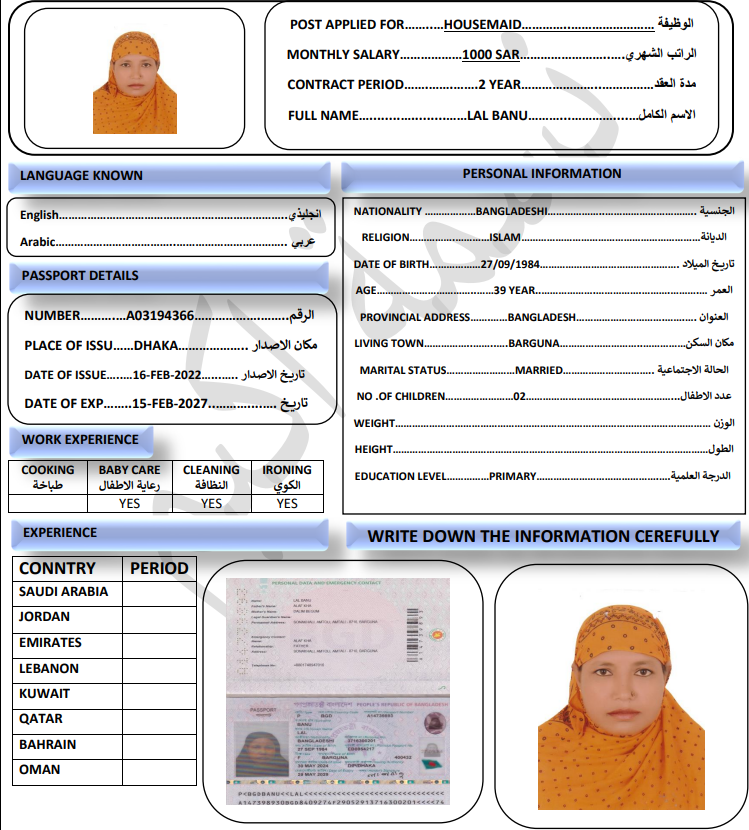 POST APPLIED FOR..........HOUSEMAID................................. الوظيفة
MONTHLY SALARY...................1000 SAR.............................الراتب الشهري
CONTRACT PERIOD......................2 YEAR.....................................مدة العقد
FULL NAME............................LAL BANU..............................الاسم الكامل
LANGUAGE KNOWN
English.....................................................................انجليذي
Arabic......................................................................عربي
PASSPORT DETAILS
NUMBER............A03194366.........................الرقم
PLACE OF ISSU......DHAKA.................. مكان الاصدار
DATE OF ISSUE.......16-FEB-2022.......... تاريخ الاصدار
DATE OF EXP........15-FEB-2027................ تاريخ
WORK EXPERIENCE
COOKING BABY CARE CLEANING IRONING
طباخة رعاية الاطفال النظافة الكوي
YES YES YES
PERSONAL INFORMATION
NATIONALITY .................BANGLADESHI................................................ الجنسية
RELIGION..........................ISLAM..........................................................الديانة
DATE OF BIRTH.................27/09/1984............................................. تاريخ الميلاد
AGE.......................................39 YEAR........................................................ العمر
PROVINCIAL ADDRESS.............BANGLADESH....................................... العنوان
LIVING TOWN............................BARGUNA.......................................مكان السكن
MARITAL STATUS.......................MARRIED............................. الحالة الاجتماعية
NO .OF CHILDREN.......................02................................................عدد الاطفال
WEIGHT........................................................................................................ الوزن
HEIGHT.........................................................................................................الطول
EDUCATION LEVEL............PRIMARY............................................الدرجة العلمية
EXPERIENCE
CONNTRY PERIOD
SAUDI ARABIA
JORDAN
EMIRATES
LEBANON
KUWAIT
QATAR
BAHRAIN
OMAN
WRITE DOWN THE INFORMATION CEREFULLY
PERSONAL DATA AND EMERGENCY CONTACT
LAL BANU
PASSPORT
PEOPLE'S REPUBLIC OF BANGLADESH
P BGD
BANU
LAL
BANGLADESHI
27 SEP 1984
F BARGUNA
DIP/DHAKA